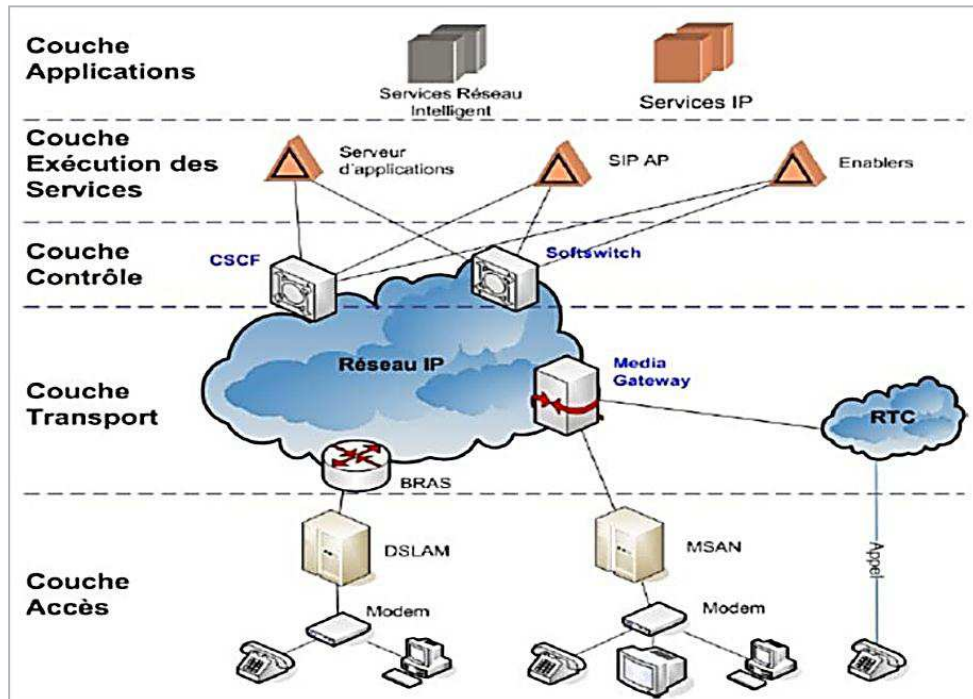 Couche
Applications
Services Réseau
Intelligent
Services IP
Couche
Exécution des
Services
Serveur
d'applications
SIP AP
Enablers
Couche
Contrôle
CSCF
Softswitch
Couche
Transport
Réseau IP
Media
Gateway
RTC
BRAS
Couche
Accès
DSLAM
MSAN
Appel
Modem
Modem